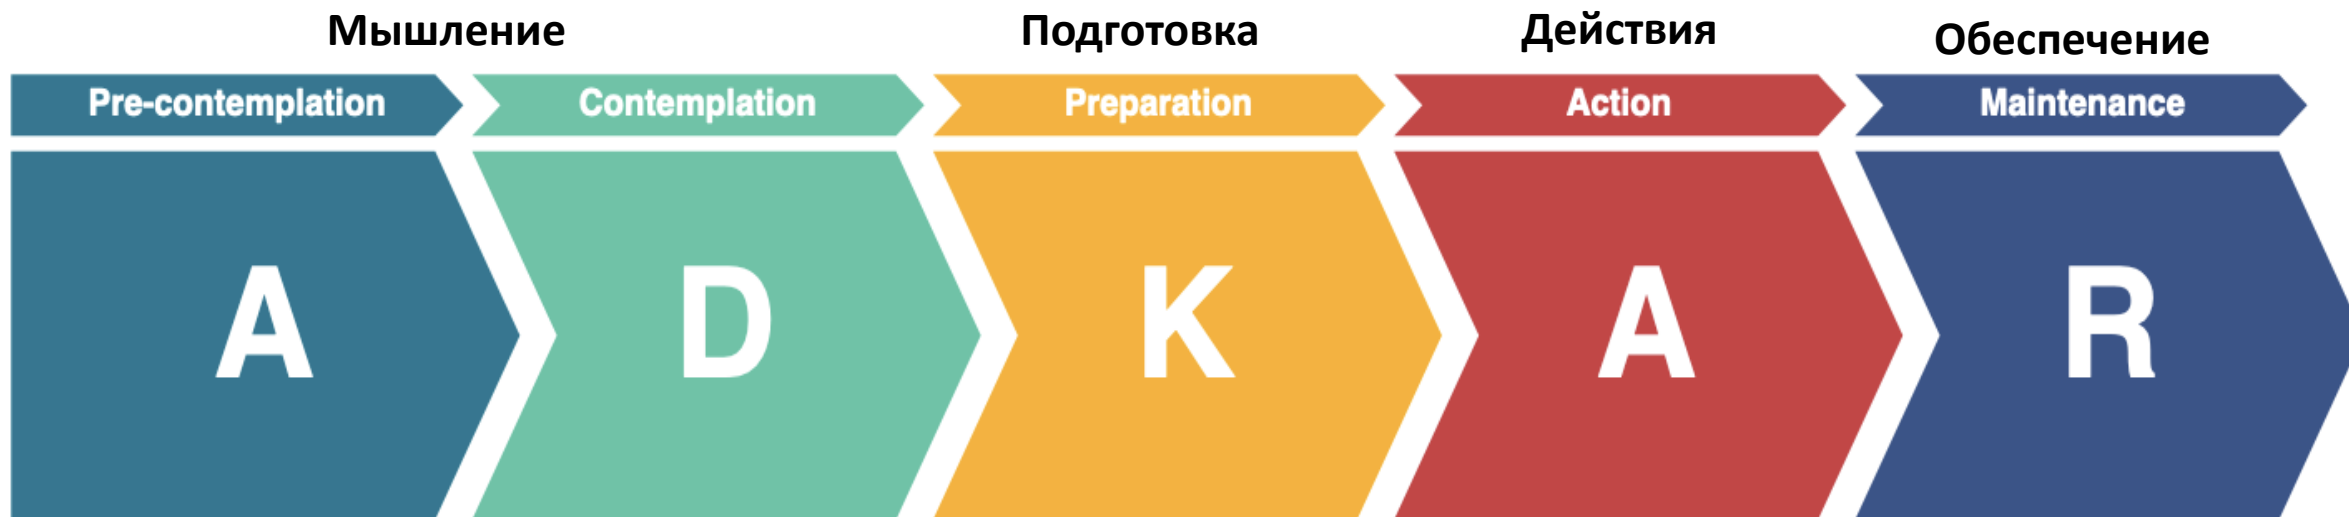 Мышление Подготовка Действия Обеспечение
Pre-contemplation Contemplation Preparation Action Maintenance
A D K A R